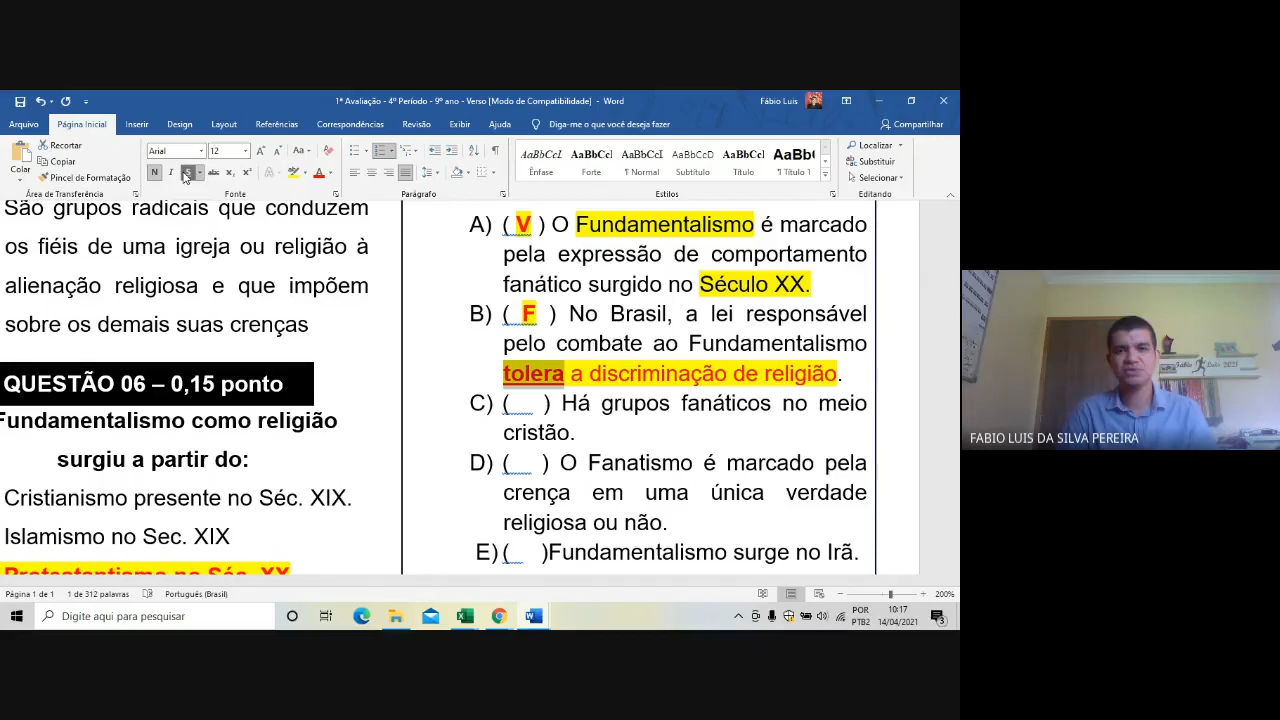 1ª Avaliação - 4º Período - 9º ano - Verso [Modo de Compatibilidade] - Word
Fábio Luis
Arquivo
Página Inicial
Inserir
Design
Layout
Referências
Correspondências
Revisão
Exibir
Ajuda
Diga-me o que você deseja fazer
Compartilhar
Colar
Recortar
Copiar
Pincel de Formatação
Área de Transferência
Arial
12
Aa
N
I
S
abc
Fonte
Parágrafo
AaBbCcI
Ênfase
AaBbCc
Forte
AaBbCcI
¶ Normal
AaBbCcD
Subtítulo
AaBbCc
Título
AaBb(
¶ Título 1
Estilos
Localizar
Substituir
Selecionar
Editando
São grupos radicais que conduzem
os fiéis de uma igreja ou religião à
alienação religiosa e que impõem
sobre os demais suas crenças
QUESTÃO 06 – 0,15 ponto
Fundamentalismo como religião
surgiu a partir do:
Cristianismo presente no Séc. XIX.
Islamismo no Sec. XIX
Protestantismo no Séc. XX
A) ( V ) O Fundamentalismo é marcado
pela expressão de comportamento
fanático surgido no Século XX.
B) ( F ) No Brasil, a lei responsável
pelo combate ao Fundamentalismo
tolera a discriminação de religião.
C) (    ) Há grupos fanáticos no meio
cristão.
D) (    ) O Fanatismo é marcado pela
crença em uma única verdade
religiosa ou não.
E) (    )Fundamentalismo surge no Irã.
Página 1 de 1
1 de 312 palavras
Português (Brasil)
200%
Digite aqui para pesquisar
POR
PTB2
10:17
14/04/2021
3
FABIO LUIS DA SILVA PEREIRA